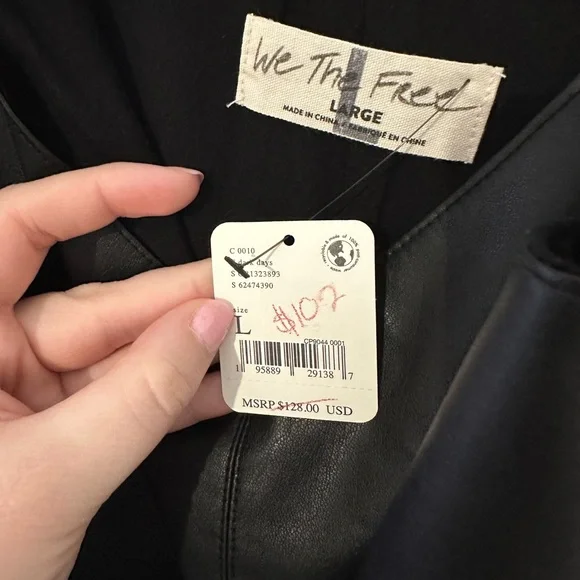 We The Free
LARGE
MADE IN CHINA / FABRIQUÉ EN CHINE
C 0010
dark days
S 62474390
size
L
$102
CP9044 0001
1 95889 29138 7
MSRP $128.00 USD